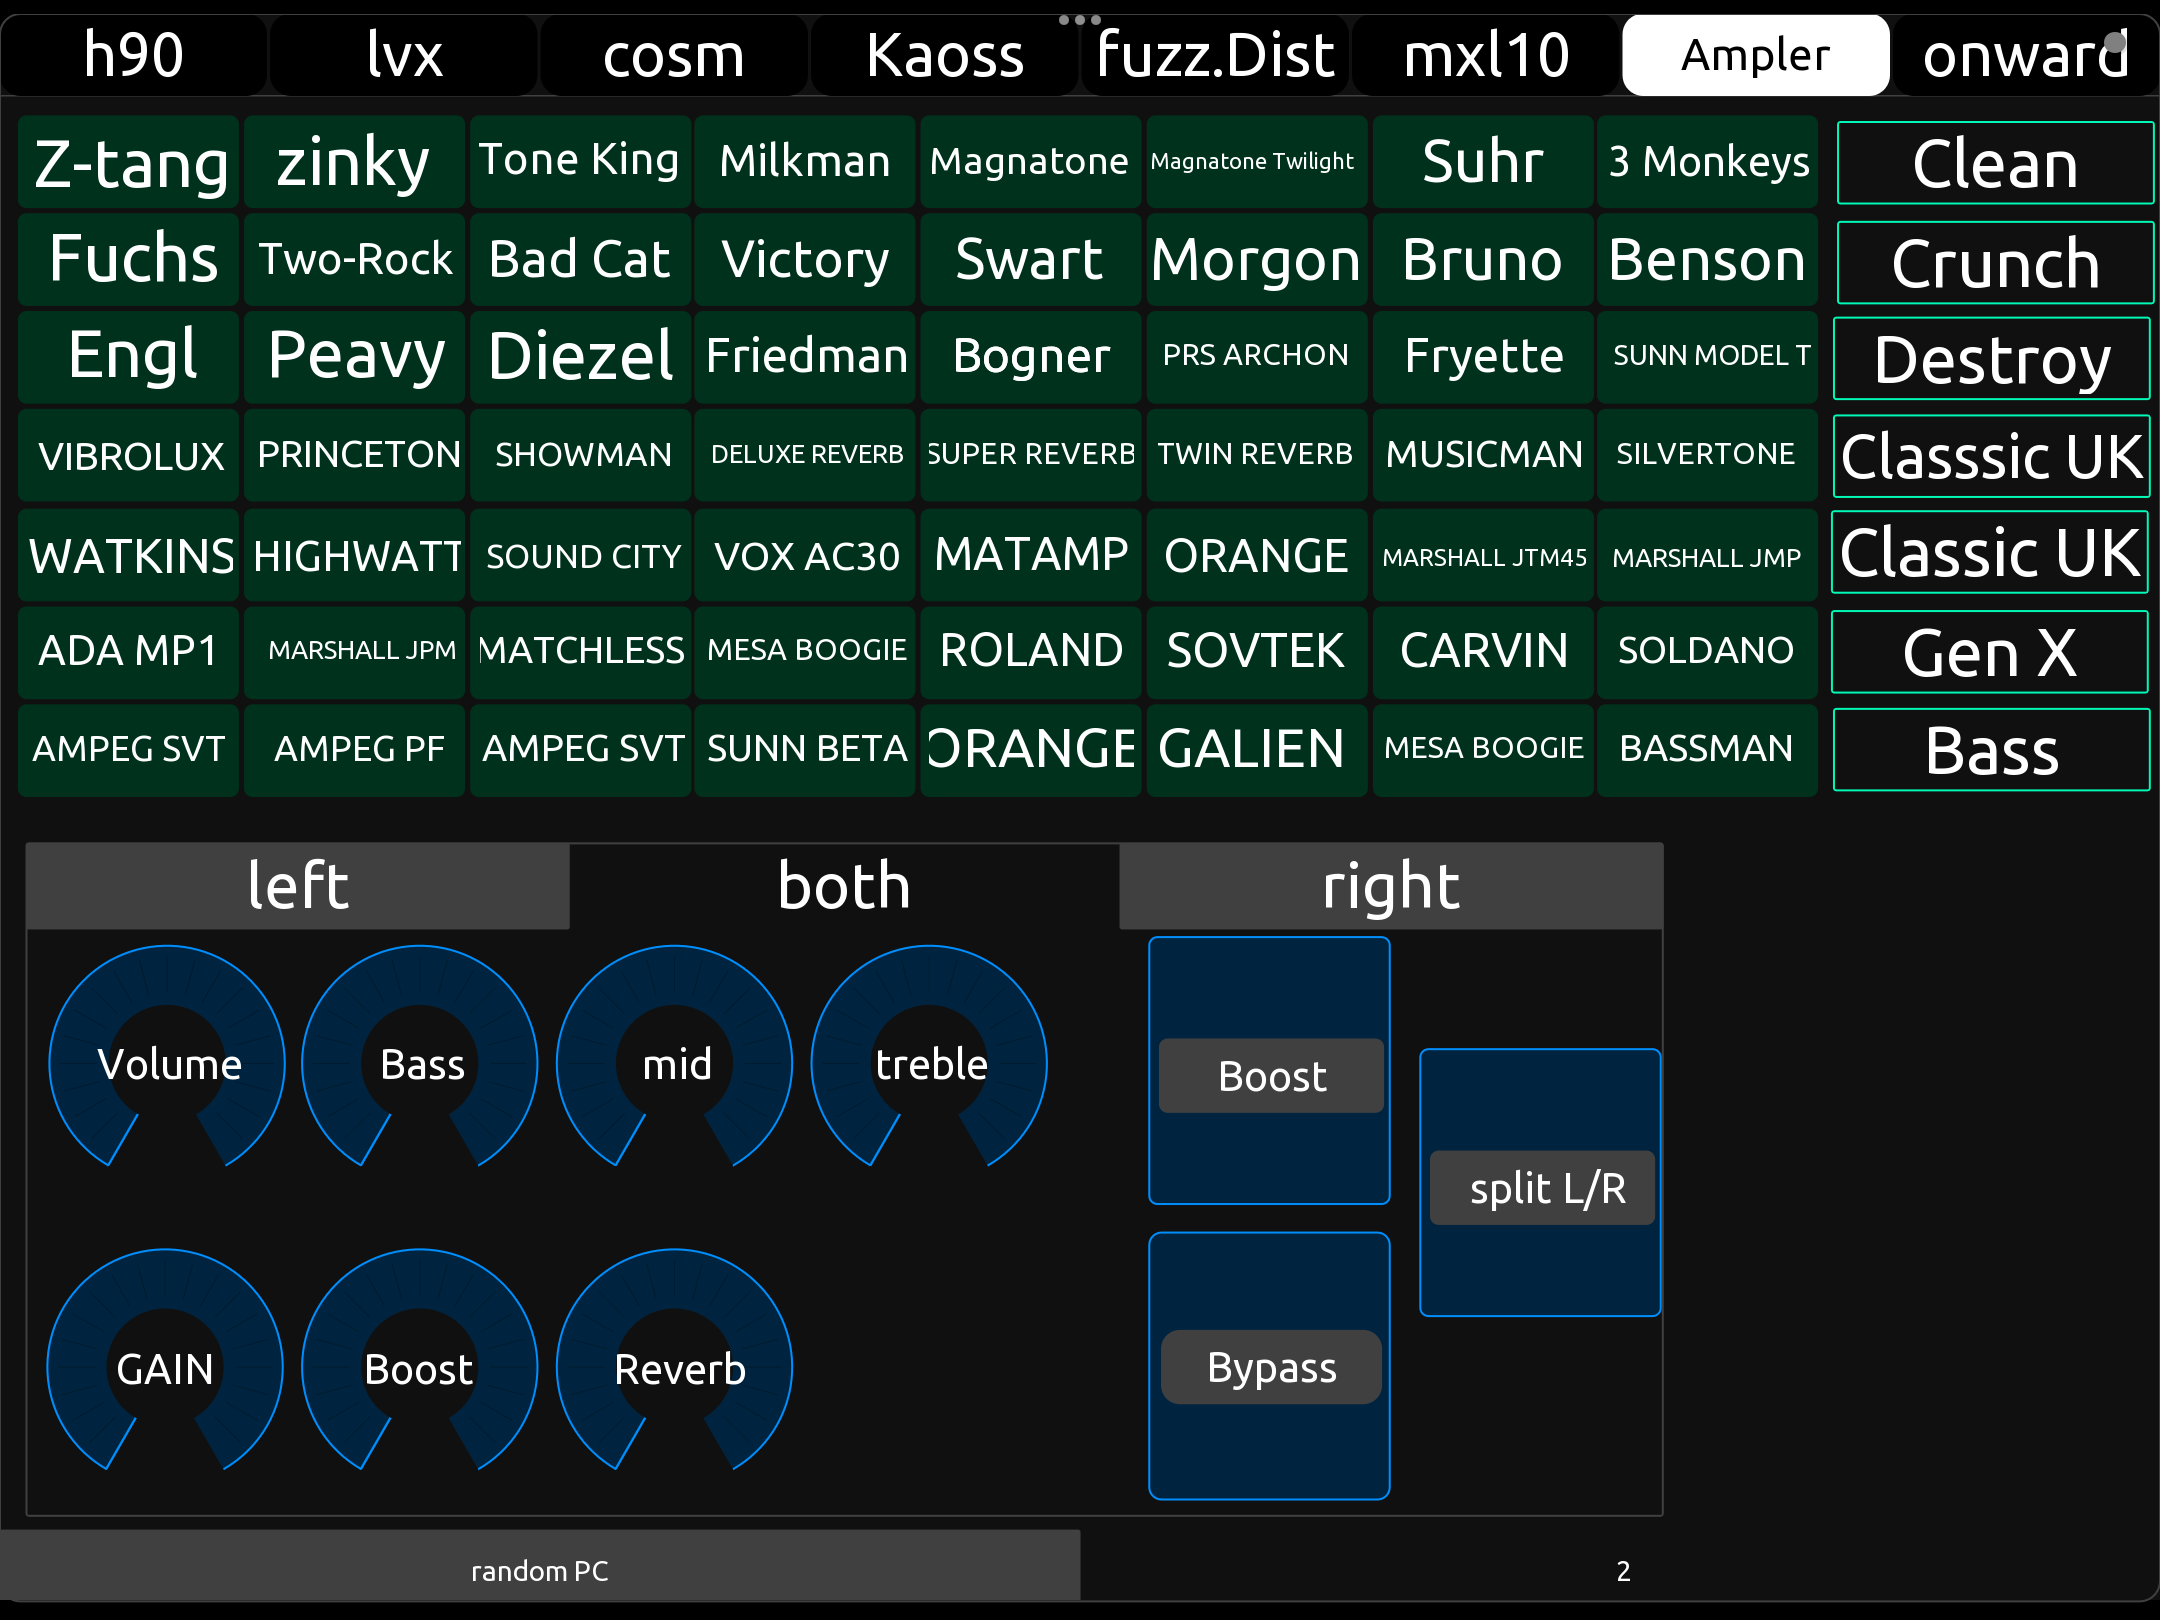 h90 lvx cosm Kaoss fuzz.Dist mxl10 Ampler onward
Z-tang zinky Tone King Milkman Magnatone Magnatone Twilight Suhr 3 Monkeys Clean
Fuchs Two-Rock Bad Cat Victory Swart Morgon Bruno Benson Crunch
Engl Peavy Diezel Friedman Bogner PRS ARCHON Fryette SUNN MODEL T Destroy
VIBROLUX PRINCETON SHOWMAN DELUXE REVERB SUPER REVERB TWIN REVERB MUSICMAN SILVERTONE Classsic UK
WATKINS HIGHWATT SOUND CITY VOX AC30 MATAMP ORANGE MARSHALL JTM45 MARSHALL JMP Classic UK
ADA MP1 MARSHALL JPM MATCHLESS MESA BOOGIE ROLAND SOVTEK CARVIN SOLDANO Gen X
AMPEG SVT AMPEG PF AMPEG SVT SUNN BETA ORANGE GALIEN MESA BOOGIE BASSMAN Bass
left both right
Volume Bass mid treble Boost
split L/R
GAIN Boost Reverb Bypass
random PC 2